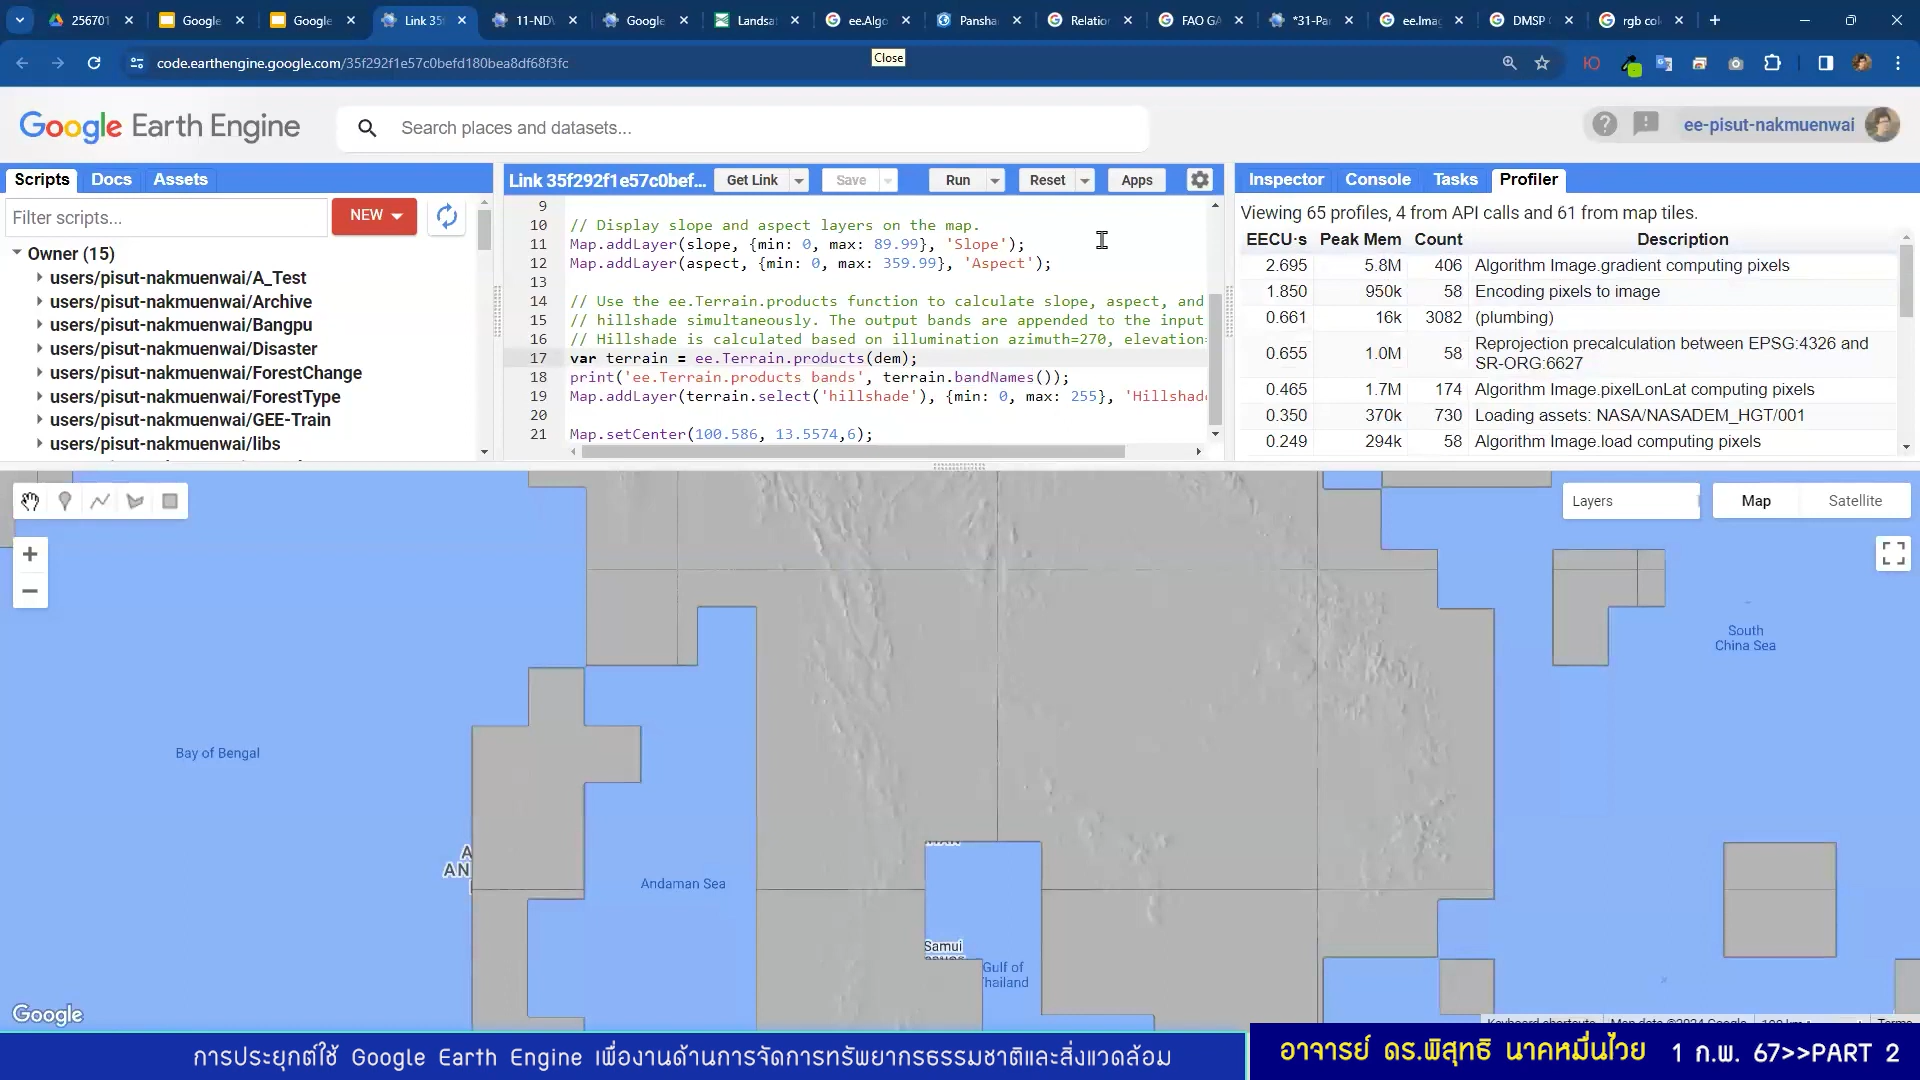 256701
Google
Google
Link 35f
11-NDV
Google
Landsa
ee.Algo
Pansha
Relatio
FAO GA
*31-Pa
ee.Ima
DMSP
rgb col
code.earthengine.google.com/35f292f1e57c0befd180bea8df68f3fc
Close
Google Earth Engine
Search places and datasets...
ee-pisut-nakmuenwai
Scripts Docs Assets
Link 35f292f1e57c0bef... Get Link Save Run Reset Apps
Inspector Console Tasks Profiler
Filter scripts...
NEW
Owner (15)
users/pisut-nakmuenwai/A_Test
users/pisut-nakmuenwai/Archive
users/pisut-nakmuenwai/Bangpu
users/pisut-nakmuenwai/Disaster
users/pisut-nakmuenwai/ForestChange
users/pisut-nakmuenwai/ForestType
users/pisut-nakmuenwai/GEE-Train
users/pisut-nakmuenwai/libs
9
10 // Display slope and aspect layers on the map.
11 Map.addLayer(slope, {min: 0, max: 89.99}, 'Slope');
12 Map.addLayer(aspect, {min: 0, max: 359.99}, 'Aspect');
13
14 // Use the ee.Terrain.products function to calculate slope, aspect, and
15 // hillshade simultaneously. The output bands are appended to the input
16 // Hillshade is calculated based on illumination azimuth=270, elevation=
17 var terrain = ee.Terrain.products(dem);
18 print('ee.Terrain.products bands', terrain.bandNames());
19 Map.addLayer(terrain.select('hillshade'), {min: 0, max: 255}, 'Hillshad
20
21 Map.setCenter(100.586, 13.5574,6);
Viewing 65 profiles, 4 from API calls and 61 from map tiles.
EECU·s Peak Mem Count Description
2.695 5.8M 406 Algorithm Image.gradient computing pixels
1.850 950k 58 Encoding pixels to image
0.661 16k 3082 (plumbing)
0.655 1.0M 58 Reprojection precalculation between EPSG:4326 and
SR-ORG:6627
0.465 1.7M 174 Algorithm Image.pixelLonLat computing pixels
0.350 370k 730 Loading assets: NASA/NASADEM_HGT/001
0.249 294k 58 Algorithm Image.load computing pixels
Layers
Map Satellite
South
China Sea
Bay of Bengal
Andaman Sea
Samui
Gulf of
Thailand
Google
การประยุกต์ใช้ Google Earth Engine เพื่องานด้านการจัดการทรัพยากรธรรมชาติและสิ่งแวดล้อม
อาจารย์ ดร.พิสุทธิ นาคหมื่นไวย 1 ก.พ. 67>>PART 2